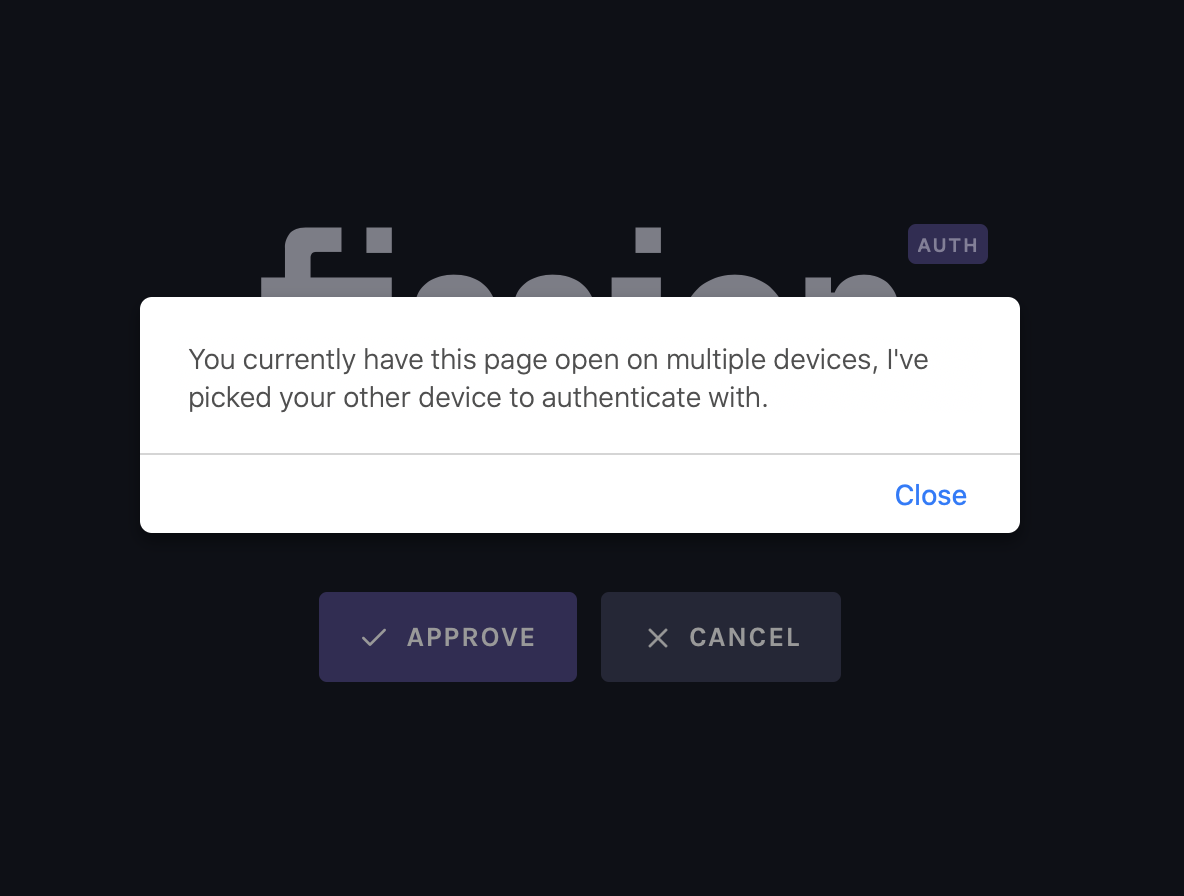 fission
AUTH
You currently have this page open on multiple devices, I've
picked your other device to authenticate with.
Close
APPROVE
CANCEL